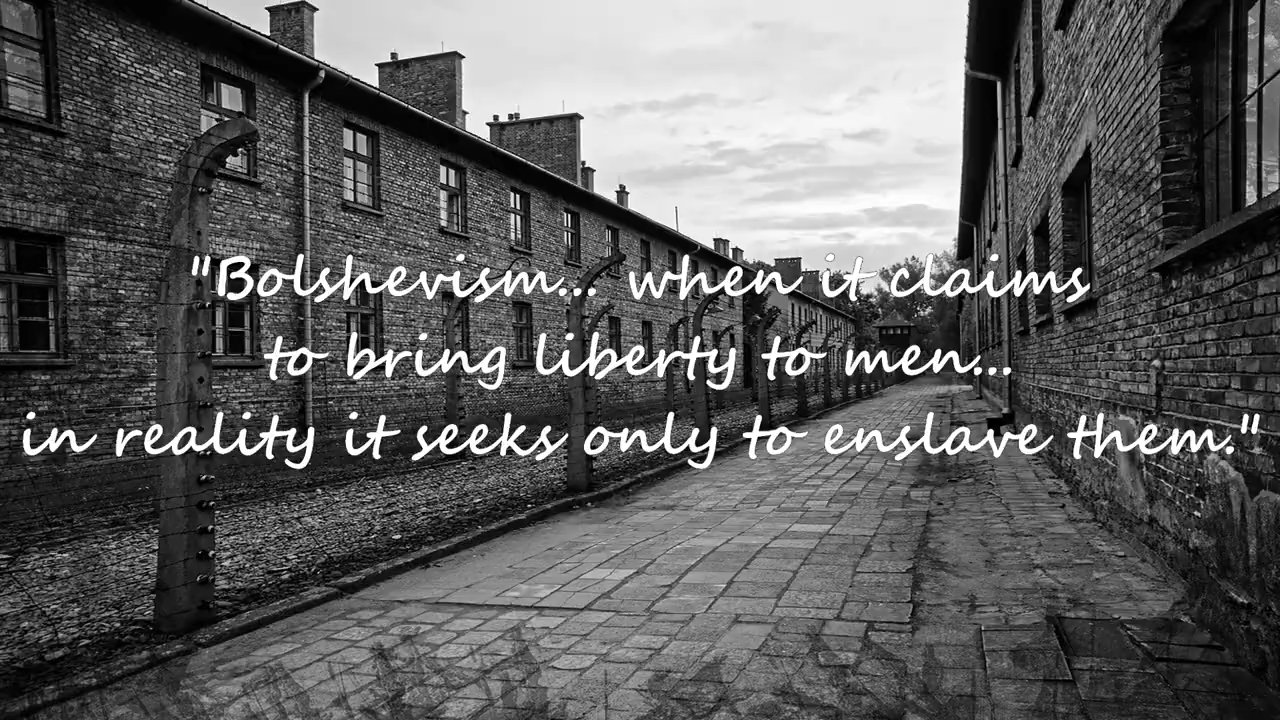 "Bolshevism... when it claims
to bring liberty to men...
in reality it seeks only to enslave them."